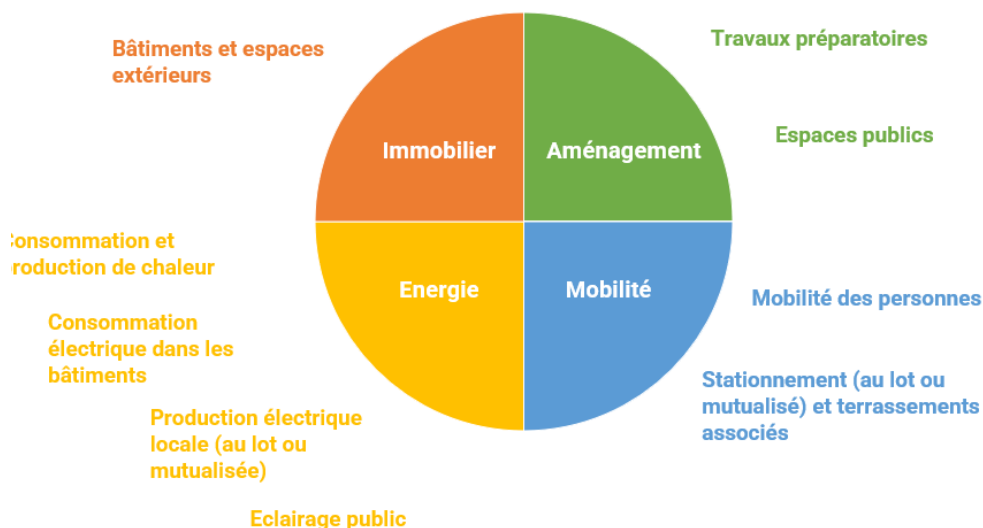 Bâtiments et espaces
extérieurs
Travaux préparatoires
Espaces publics
Immobilier
Aménagement
Energie
Mobilité
onsommation et
roduction de chaleur
Consommation
électrique dans les
bâtiments
Production électrique
locale (au lot ou
mutualisée)
Eclairage public
Mobilité des personnes
Stationnement (au lot ou
mutualisé) et terrassements
associés